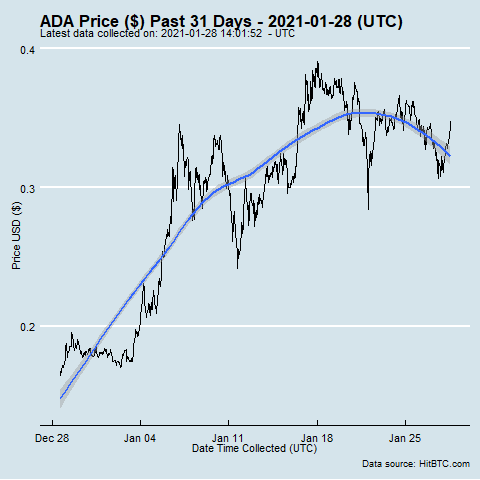 ADA Price ($) Past 31 Days - 2021-01-28 (UTC)
Latest data collected on: 2021-01-28 14:01:52 - UTC
0.4
0.3
0.2
Price USD ($)
Dec 28 Jan 04 Jan 11 Jan 18 Jan 25
Date Time Collected (UTC)
Data source: HitBTC.com